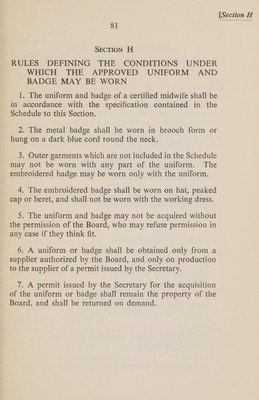 [Section H
81
SECTION H
RULES DEFINING THE CONDITIONS UNDER
WHICH THE APPROVED UNIFORM AND
BADGE MAY BE WORN
1. The uniform and badge of a certified midwife shall be
in accordance with the specification contained in the
Schedule to this Section.
2. The metal badge shall be worn in brooch form or
hung on a dark blue cord round the neck.
3. Outer garments which are not included in the Schedule
may not be worn with any part of the uniform. The
embroidered badge may be worn only with the uniform.
4. The embroidered badge shall be worn on hat, peaked
cap or beret, and shall not be worn with the working dress.
5. The uniform and badge may not be acquired without
the permission of the Board, who may refuse permission in
any case if they think fit.
6. A uniform or badge shall be obtained only from a
supplier authorized by the Board, and only on production
to the supplier of a permit issued by the Secretary.
7. A permit issued by the Secretary for the acquisition
of the uniform or badge shall remain the property of the
Board, and shall be returned on demand.